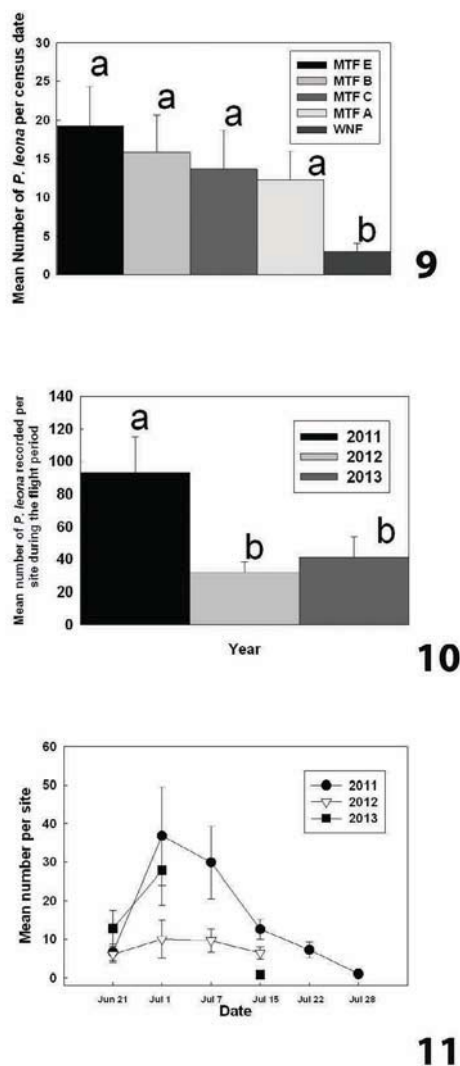 30
25
20
15
10
5
0
Mean Number of P. leona per census date
a
a
a
a
b
MTF E
MTF B
MTF C
MTF A
WNF
9
140
120
100
80
60
40
20
0
Mean number of P. leona recorded per
site during the flight period
a
b
b
2011
2012
2013
Year
10
60
50
40
30
20
10
0
Mean number per site
2011
2012
2013
Jun 21 Jul 1 Jul 7 Jul 15 Jul 22 Jul 28
Date
11